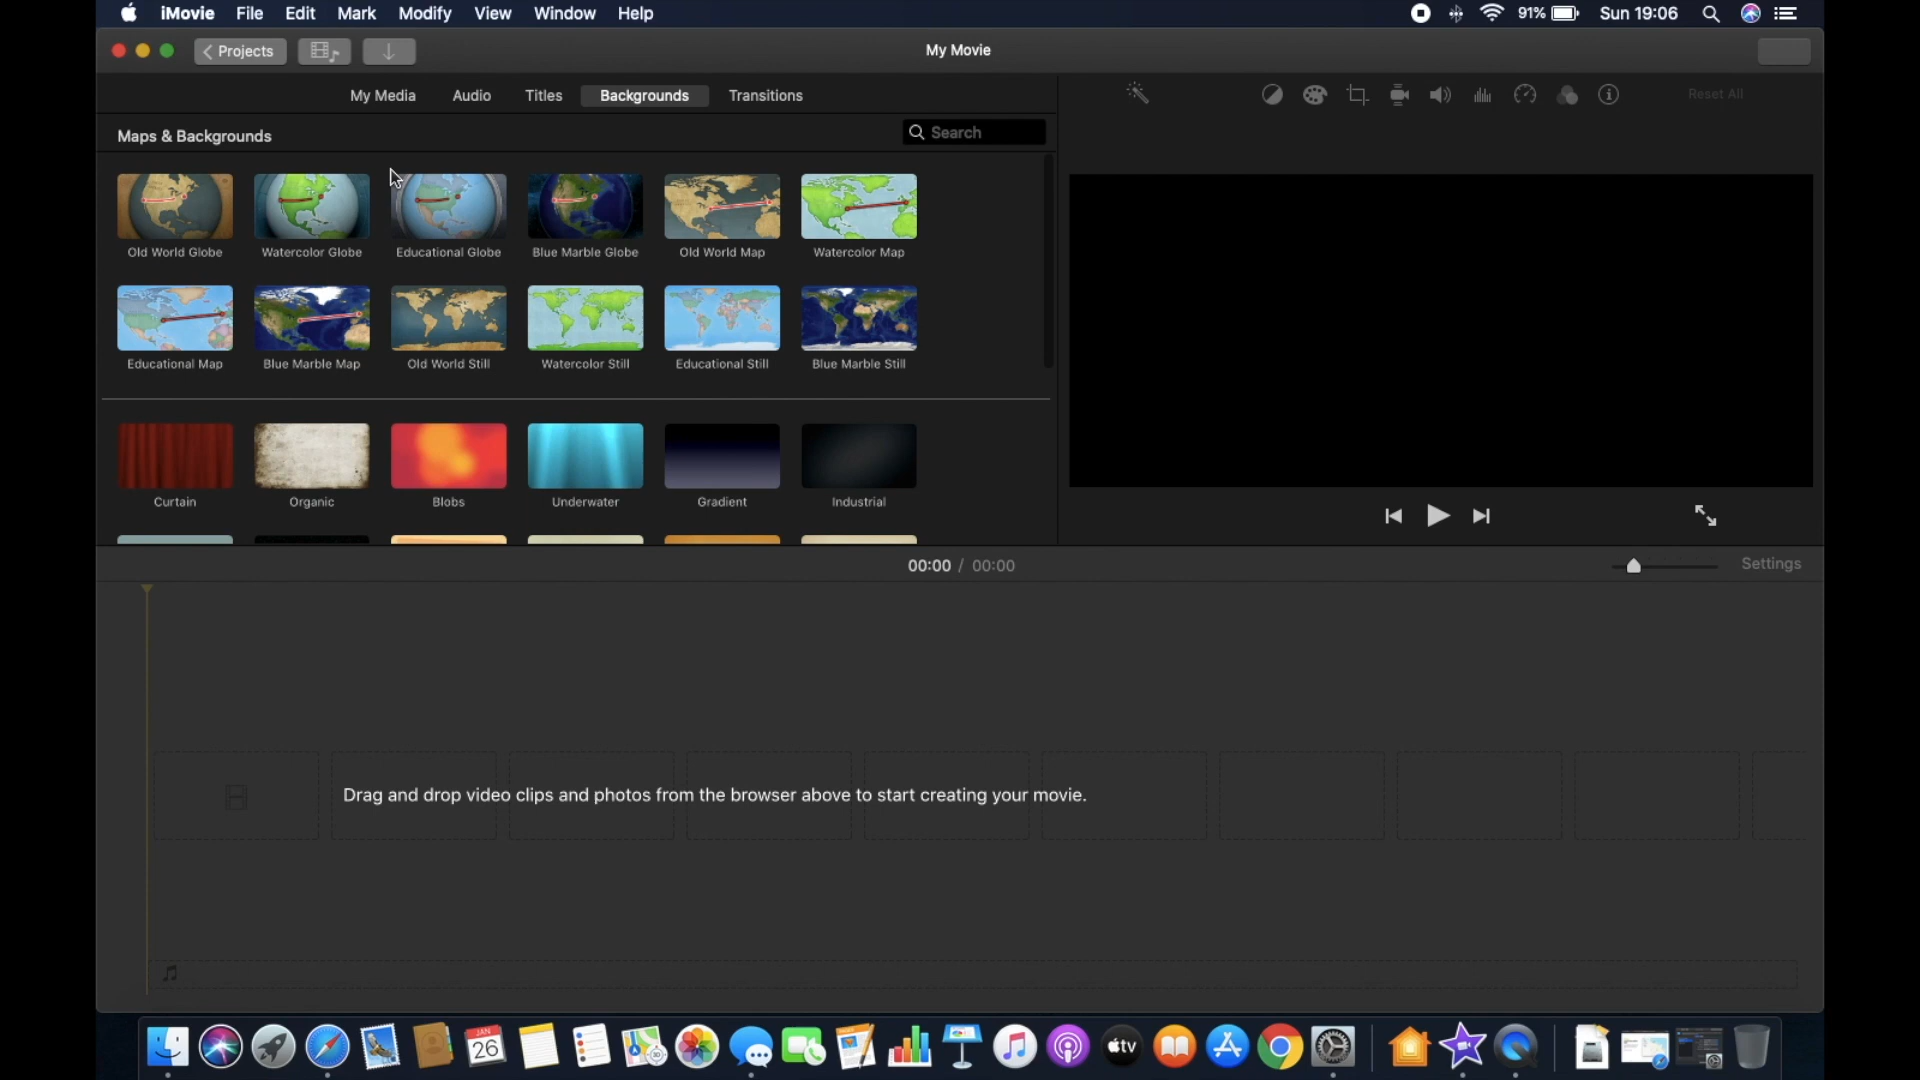 iMovie File Edit Mark Modify View Window Help 91% Sun 19:06
Projects My Movie
My Media Audio Titles Backgrounds Transitions Reset All
Maps & Backgrounds Search
Old World Globe Watercolor Globe Educational Globe Blue Marble Globe Old World Map Watercolor Map
Educational Map Blue Marble Map Old World Still Watercolor Still Educational Still Blue Marble Still
Curtain Organic Blobs Underwater Gradient Industrial
00:00 / 00:00 Settings
Drag and drop video clips and photos from the browser above to start creating your movie.
JAN
26
tv